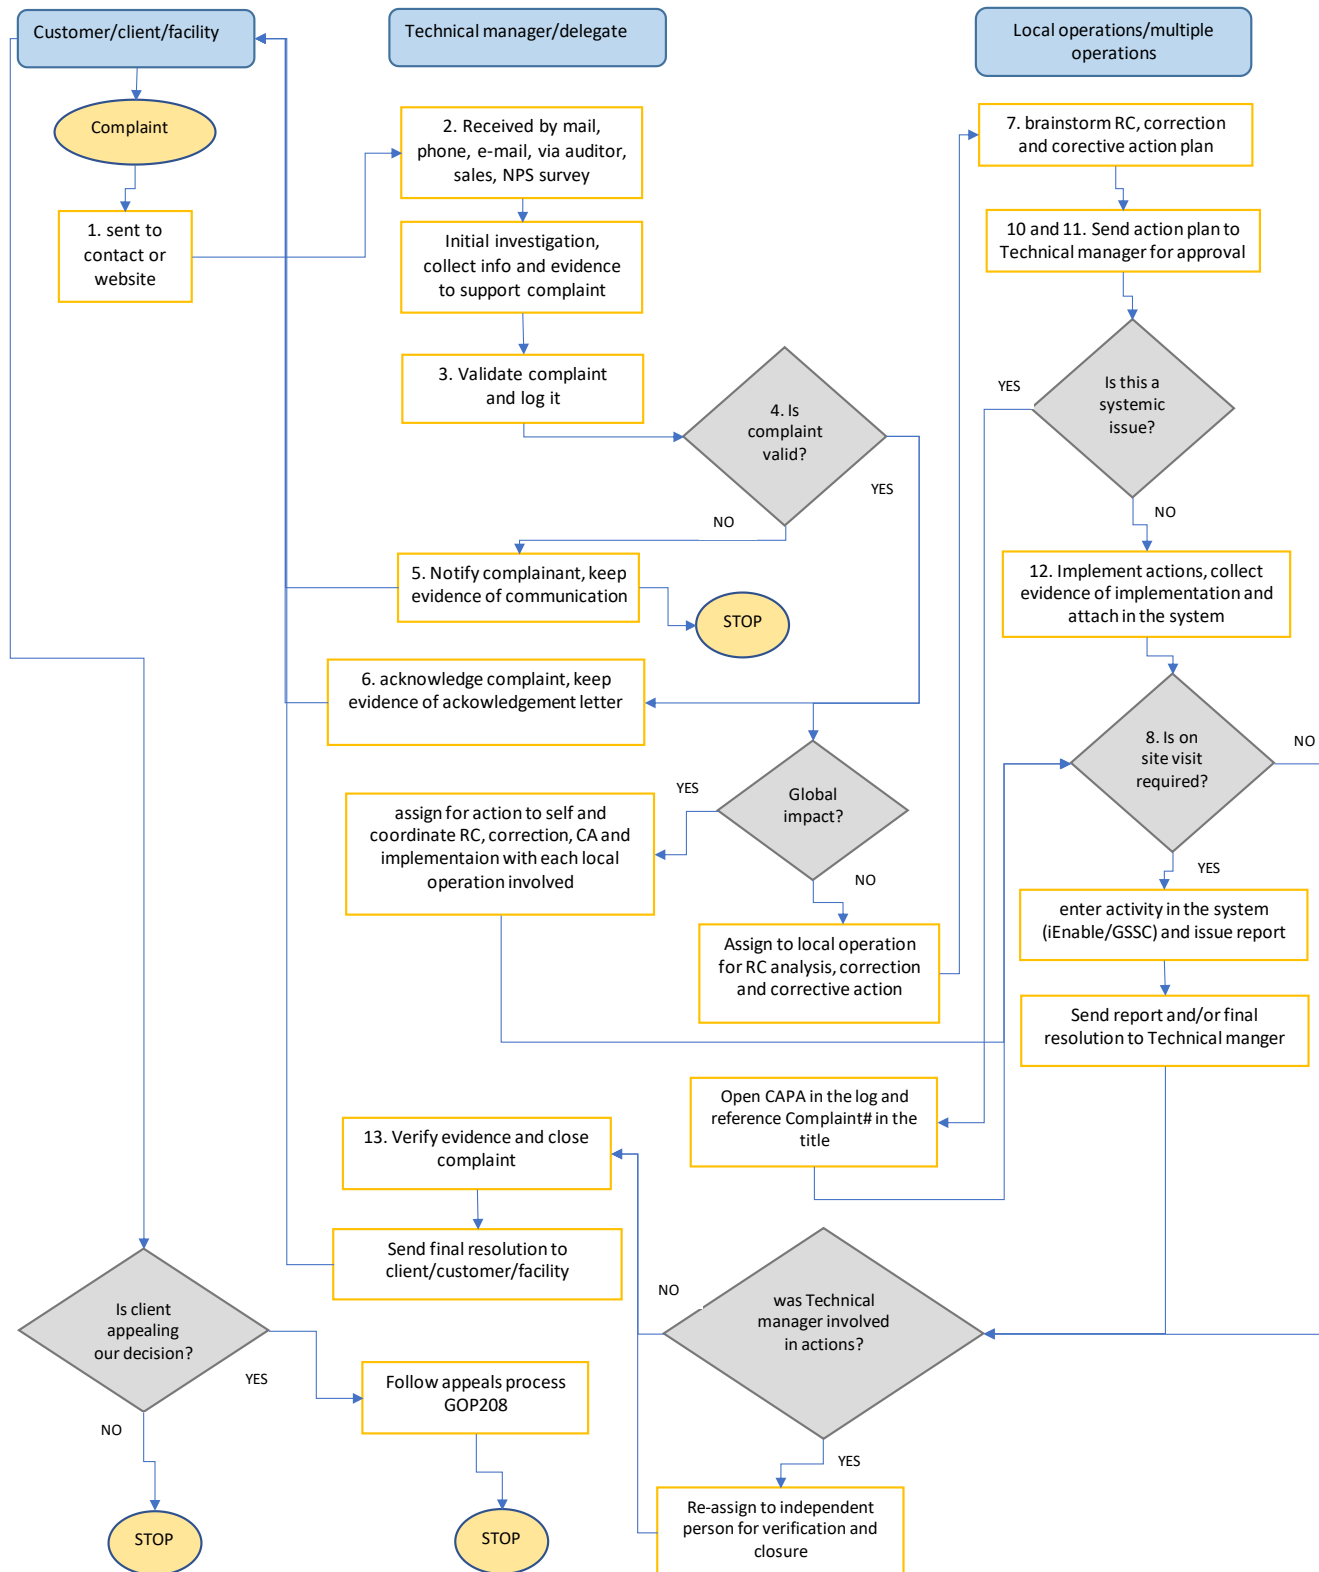 Customer/client/facility
Technical manager/delegate
Local operations/multiple
operations
Complaint
1. sent to
contact or
website
2. Received by mail,
phone, e-mail, via auditor,
sales, NPS survey
Initial investigation,
collect info and evidence
to support complaint
3. Validate complaint
and log it
4. Is
complaint
valid?
YES
NO
5. Notify complainant, keep
evidence of communication
STOP
6. acknowledge complaint, keep
evidence of ackowledgement letter
Global
impact?
YES
NO
assign for action to self and
coordinate RC, correction, CA and
implementaion with each local
operation involved
Assign to local operation
for RC analysis, correction
and corrective action
7. brainstorm RC, correction
and corective action plan
10 and 11. Send action plan to
Technical manager for approval
Is this a
systemic
issue?
YES
NO
12. Implement actions, collect
evidence of implementation and
attach in the system
8. Is on
site visit
required?
NO
YES
enter activity in the system
(iEnable/GSSC) and issue report
Send report and/or final
resolution to Technical manger
Open CAPA in the log and
reference Complaint# in the
title
13. Verify evidence and close
complaint
Send final resolution to
client/customer/facility
was Technical
manager involved
in actions?
NO
YES
Re-assign to independent
person for verification and
closure
Is client
appealing
our decision?
YES
NO
Follow appeals process
GOP208
STOP
STOP